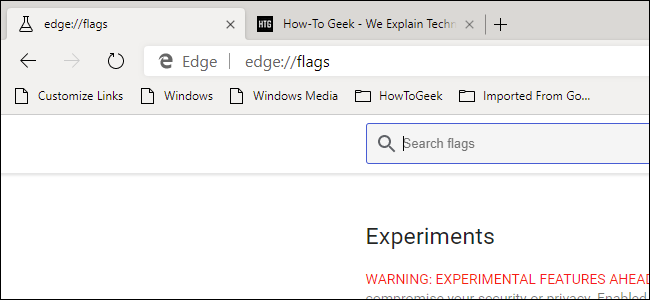 edge://flags
HTG How-To Geek - We Explain Techn
Edge | edge://flags
Customize Links Windows Windows Media HowToGeek Imported From Go...
Search flags
Experiments
WARNING: EXPERIMENTAL FEATURES AHEAD
compromise your security or privacy. Enabled